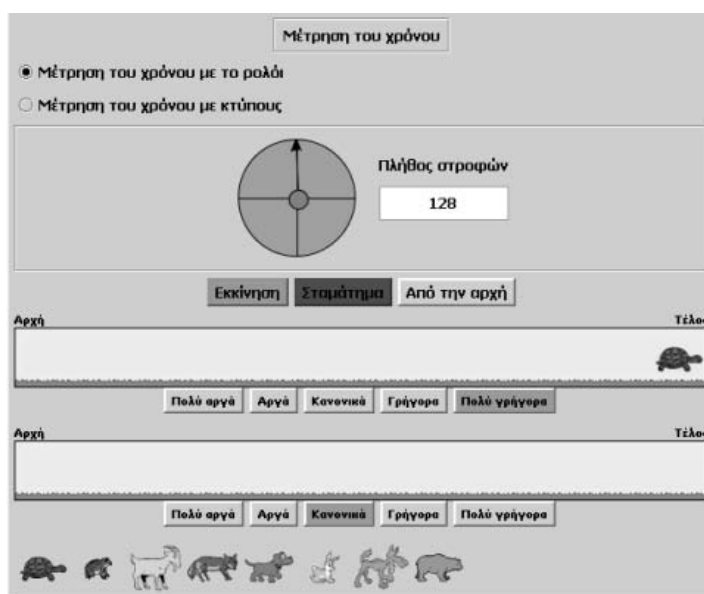 Μέτρηση του χρόνου
Μέτρηση του χρόνου με το ρολόι
Μέτρηση του χρόνου με κτύπους
Πλήθος στροφών
128
Εκκίνηση Σταμάτημα Από την αρχή
Αρχή Τέλος
Πολύ αργά Αργά Κανονικά Γρήγορα Πολύ γρήγορα
Αρχή Τέλος
Πολύ αργά Αργά Κανονικά Γρήγορα Πολύ γρήγορα